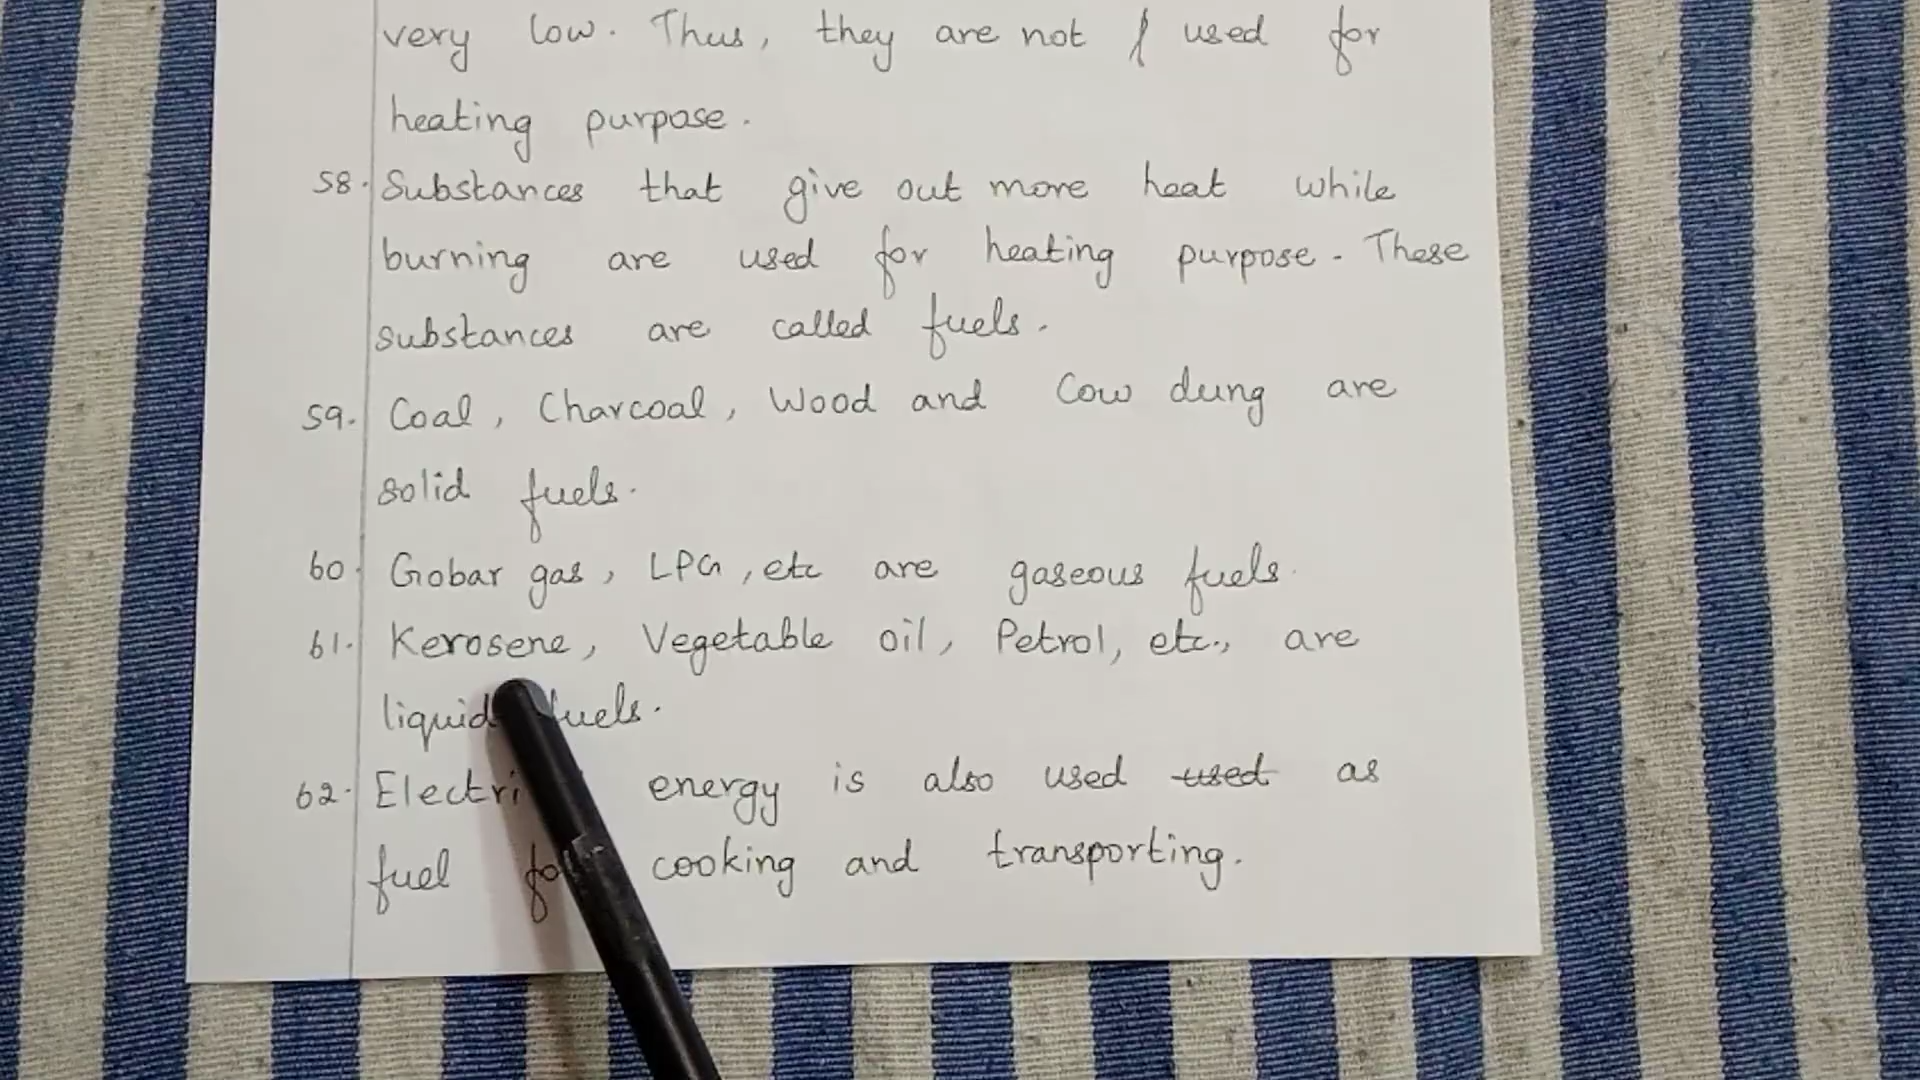 very low. Thus, they are not used for
heating purpose.
58. Substances that give out more heat while
burning are used for heating purpose. These
substances are called fuels.
59. Coal, Charcoal, Wood and Cow dung are
solid fuels.
60. Gobar gas, LPG, etc are gaseous fuels.
61. Kerosene, Vegetable oil, Petrol, etc., are
liquid fuels.
62. energy is also used used as
fuel for cooking and transporting.